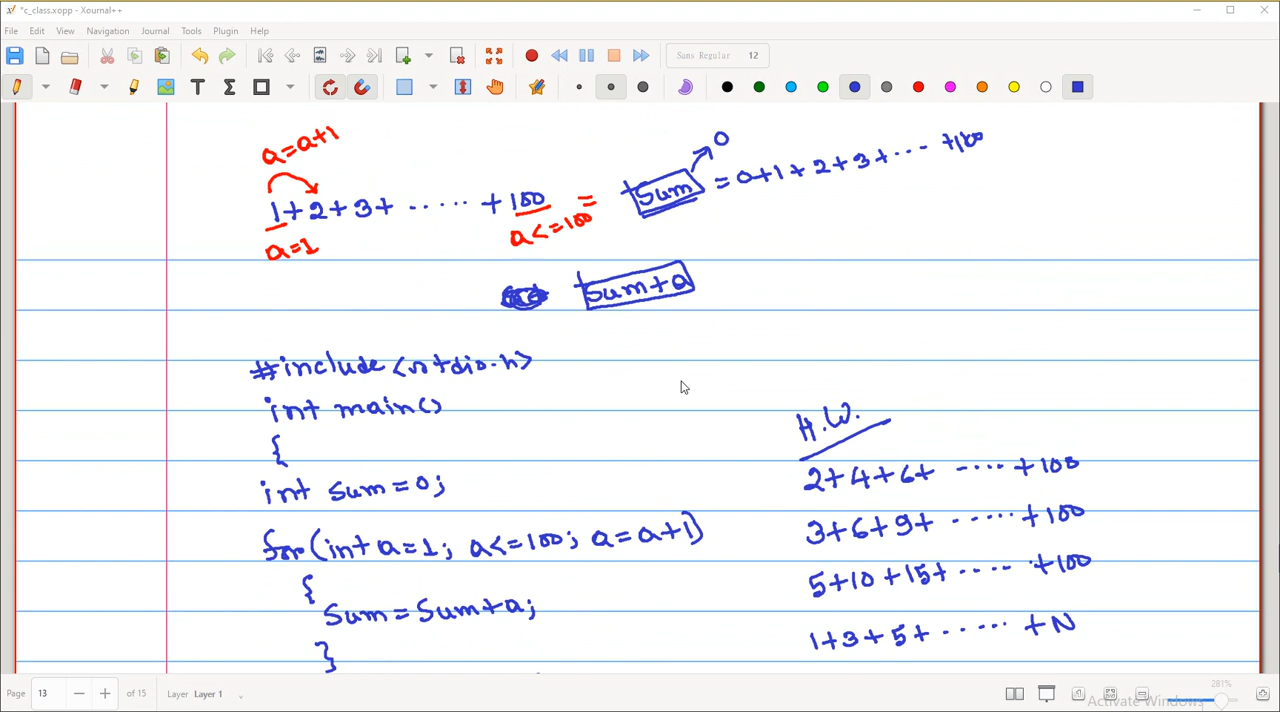 *c_class.xopp - Xournal++
File Edit View Navigation Journal Tools Plugin Help
Sans Regular 12
a=a+1
1+2+3+ ..... +100 =
a=1
a<=100
Sum
0
=0+1+2+3+... +100
Sum+a
#include<stdio.h>
int main()
{
int sum=0;
for(int a=1; a<=100; a=a+1)
{
Sum=Sum+a;
}
H.W.
2+4+6+ ..... +100
3+6+9+ ..... +100
5+10+15+ ..... +100
1+3+5+ ..... +N
Page 13 of 15 Layer Layer 1
281%
Activate Windows